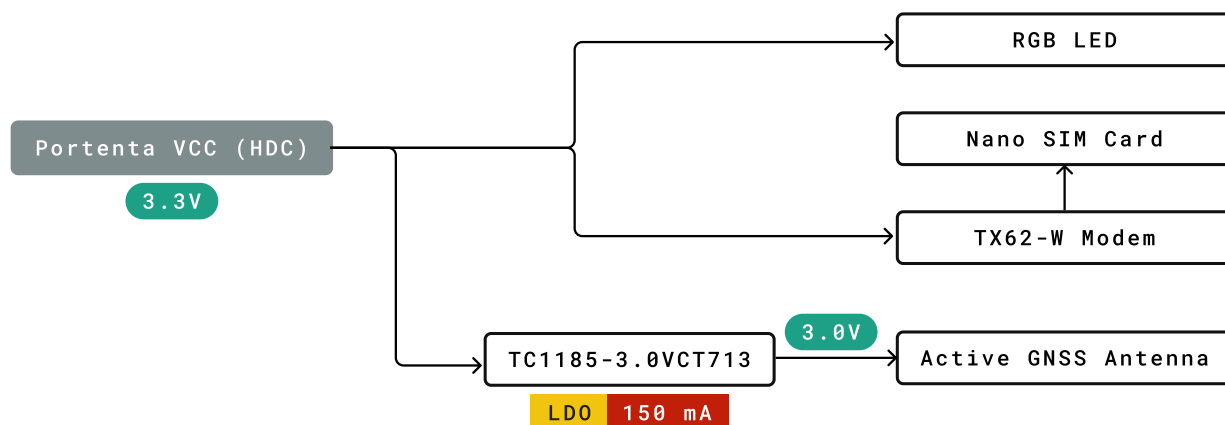 RGB LED
Portenta VCC (HDC)
3.3V
Nano SIM Card
TX62-W Modem
TC1185-3.0VCT713
3.0V
Active GNSS Antenna
LDO 150 mA